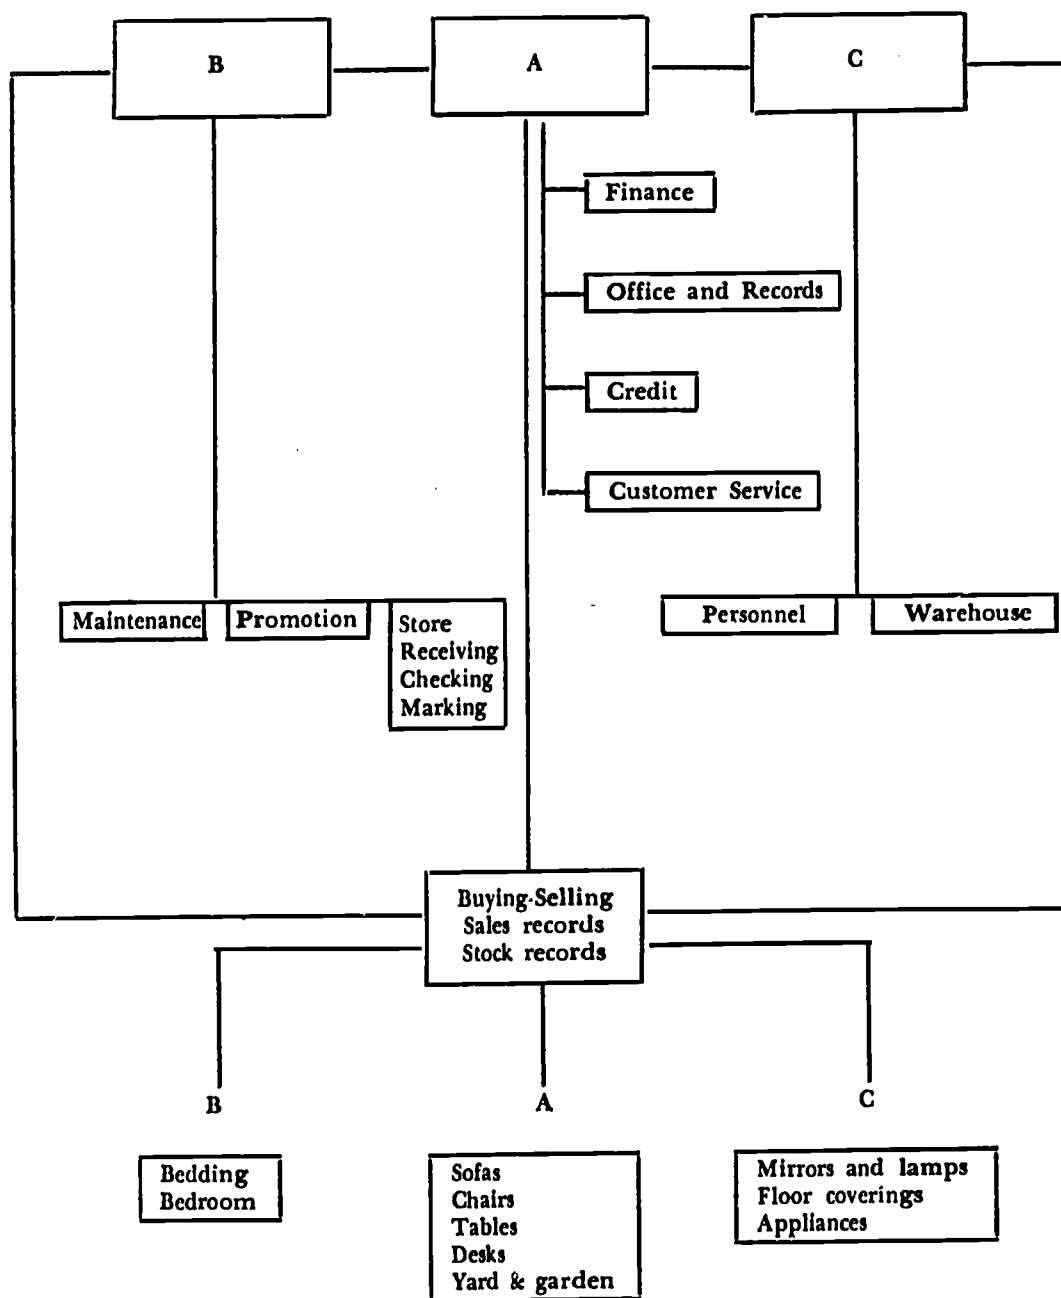 B
A
C
Finance
Office and Records
Credit
Customer Service
Maintenance
Promotion
Store
Receiving
Checking
Marking
Personnel
Warehouse
Buying-Selling
Sales records
Stock records
B
A
C
Bedding
Bedroom
Sofas
Chairs
Tables
Desks
Yard & garden
Mirrors and lamps
Floor coverings
Appliances